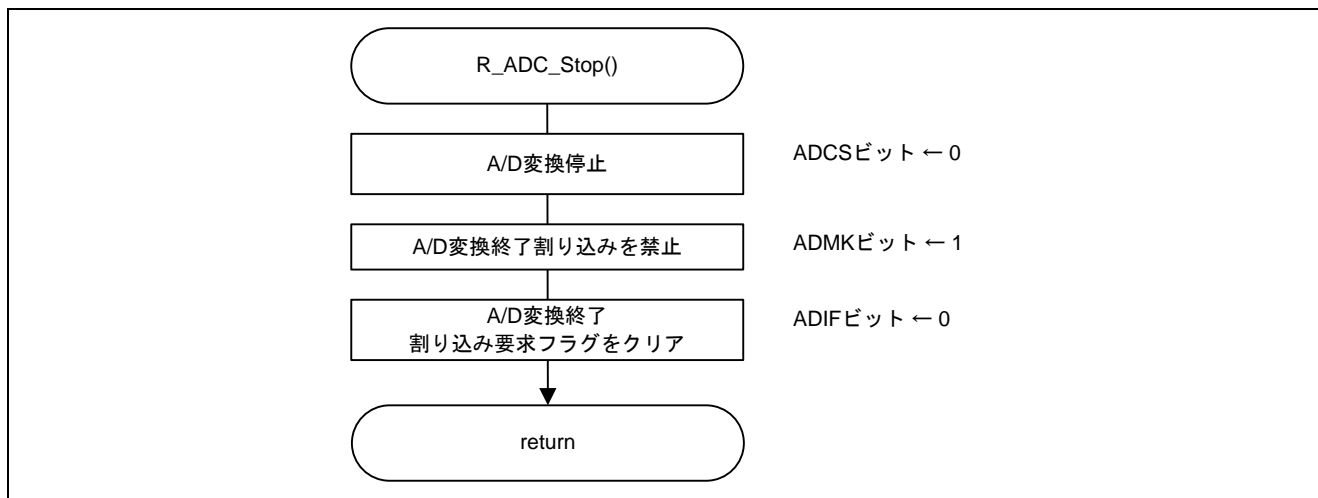 R_ADC_Stop()
A/D変換停止
ADCSビット ← 0
A/D変換終了割り込みを禁止
ADMKビット ← 1
A/D変換終了
割り込み要求フラグをクリア
ADIFビット ← 0
return